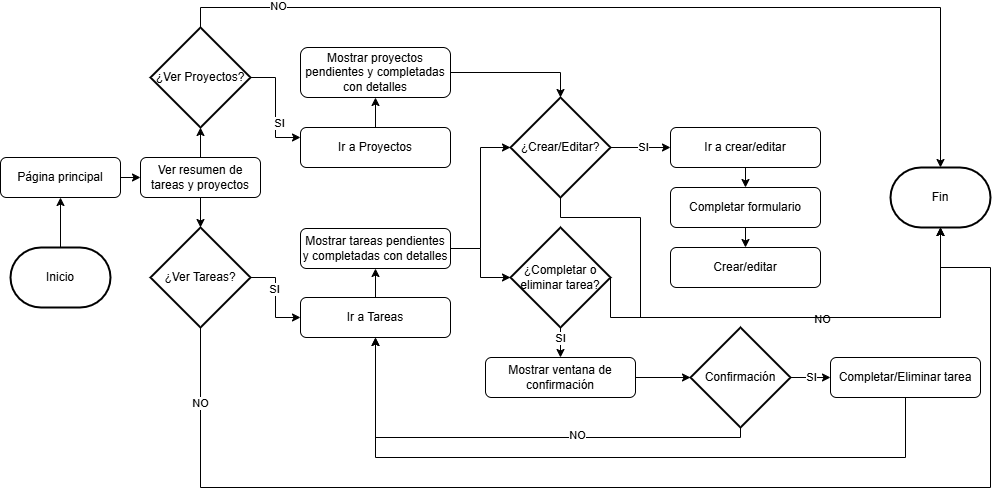 NO
¿Ver Proyectos?
SI
Mostrar proyectos
pendientes y completadas
con detalles
Ir a Proyectos
¿Crear/Editar?
SI
Ir a crear/editar
Completar formulario
Crear/editar
Página principal
Ver resumen de
tareas y proyectos
Fin
Inicio
¿Ver Tareas?
SI
Mostrar tareas pendientes
y completadas con detalles
Ir a Tareas
¿Completar o
eliminar tarea?
NO
SI
Mostrar ventana de
confirmación
Confirmación
SI
Completar/Eliminar tarea
NO
NO